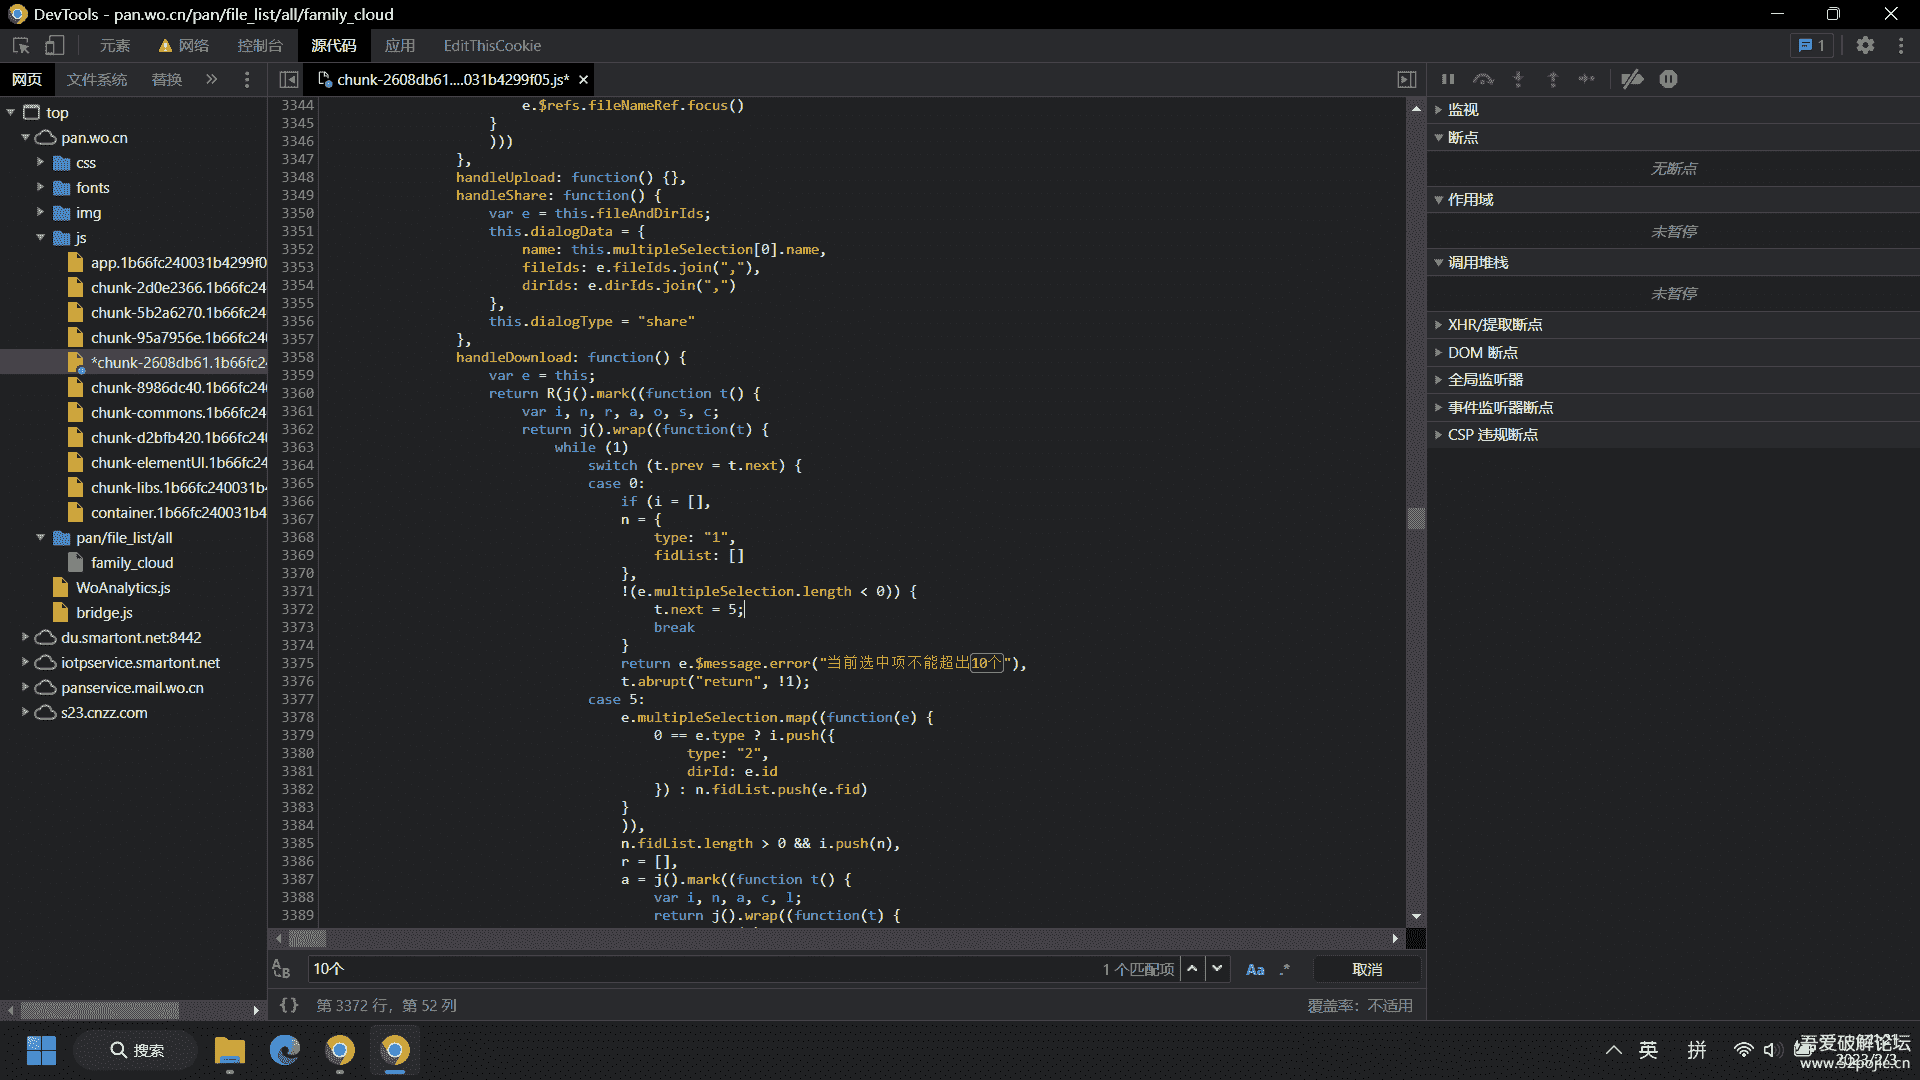 DevTools - pan.wo.cn/pan/file_list/all/family_cloud
元素
网络
控制台
源代码
应用
EditThisCookie
1
网页
文件系统
替换
chunk-2608db61....031b4299f05.js*
top
pan.wo.cn
css
fonts
img
js
app.1b66fc240031b4299f0
chunk-2d0e2366.1b66fc24
chunk-5b2a6270.1b66fc24
chunk-95a7956e.1b66fc24
*chunk-2608db61.1b66fc2
chunk-8986dc40.1b66fc24
chunk-commons.1b66fc24
chunk-d2bfb420.1b66fc24
chunk-elementUI.1b66fc24
chunk-libs.1b66fc240031b
container.1b66fc240031b4
pan/file_list/all
family_cloud
WoAnalytics.js
bridge.js
du.smartont.net:8442
iotpservice.smartont.net
panservice.mail.wo.cn
s23.cnzz.com
3344 e.$refs.fileNameRef.focus()
3345 }
3346 )))
3347 },
3348 handleUpload: function() {},
3349 handleShare: function() {
3350 var e = this.fileAndDirIds;
3351 this.dialogData = {
3352 name: this.multipleSelection[0].name,
3353 fileIds: e.fileIds.join(","),
3354 dirIds: e.dirIds.join(",")
3355 },
3356 this.dialogType = "share"
3357 },
3358 handleDownload: function() {
3359 var e = this;
3360 return R(j().mark((function t() {
3361 var i, n, r, a, o, s, c;
3362 return j().wrap((function(t) {
3363 while (1)
3364 switch (t.prev = t.next) {
3365 case 0:
3366 if (i = [],
3367 n = {
3368 type: "1",
3369 fidList: []
3370 },
3371 !(e.multipleSelection.length < 0)) {
3372 t.next = 5;
3373 break
3374 }
3375 return e.$message.error("当前选中项不能超出10个"),
3376 t.abrupt("return", !1);
3377 case 5:
3378 e.multipleSelection.map((function(e) {
3379 0 == e.type ? i.push({
3380 type: "2",
3381 dirId: e.id
3382 }) : n.fidList.push(e.fid)
3383 }
3384 )),
3385 n.fidList.length > 0 && i.push(n),
3386 r = [],
3387 a = j().mark((function t() {
3388 var i, n, a, c, l;
3389 return j().wrap((function(t) {
10个
1 个匹配项
Aa
.*
取消
{} 第 3372 行，第 52 列
覆盖率：不适用
监视
断点
无断点
作用域
未暂停
调用堆栈
未暂停
XHR/提取断点
DOM 断点
全局监听器
事件监听器断点
CSP 违规断点
搜索
英
拼
吾爱破解论坛
2023/2/3
www.52pojie.cn